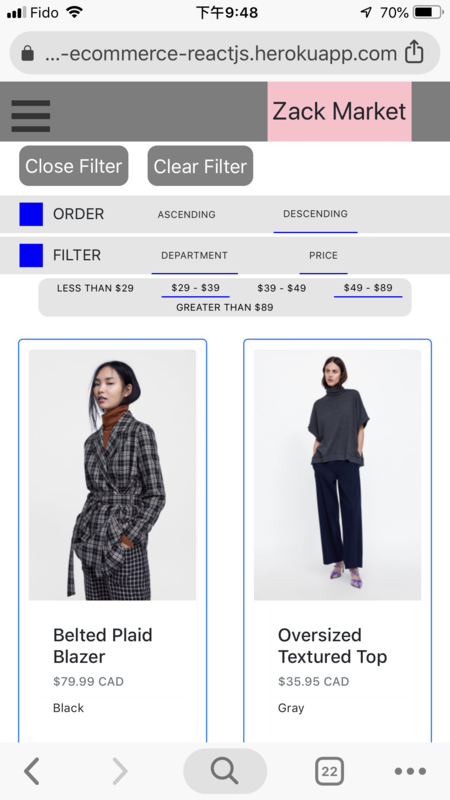 Fido 下午9:48 70%
...-ecommerce-reactjs.herokuapp.com
Zack Market
Close Filter Clear Filter
ORDER ASCENDING DESCENDING
FILTER DEPARTMENT PRICE
LESS THAN $29 $29 - $39 $39 - $49 $49 - $89
GREATER THAN $89
Belted Plaid
Blazer
$79.99 CAD
Black
Oversized
Textured Top
$35.95 CAD
Gray
22